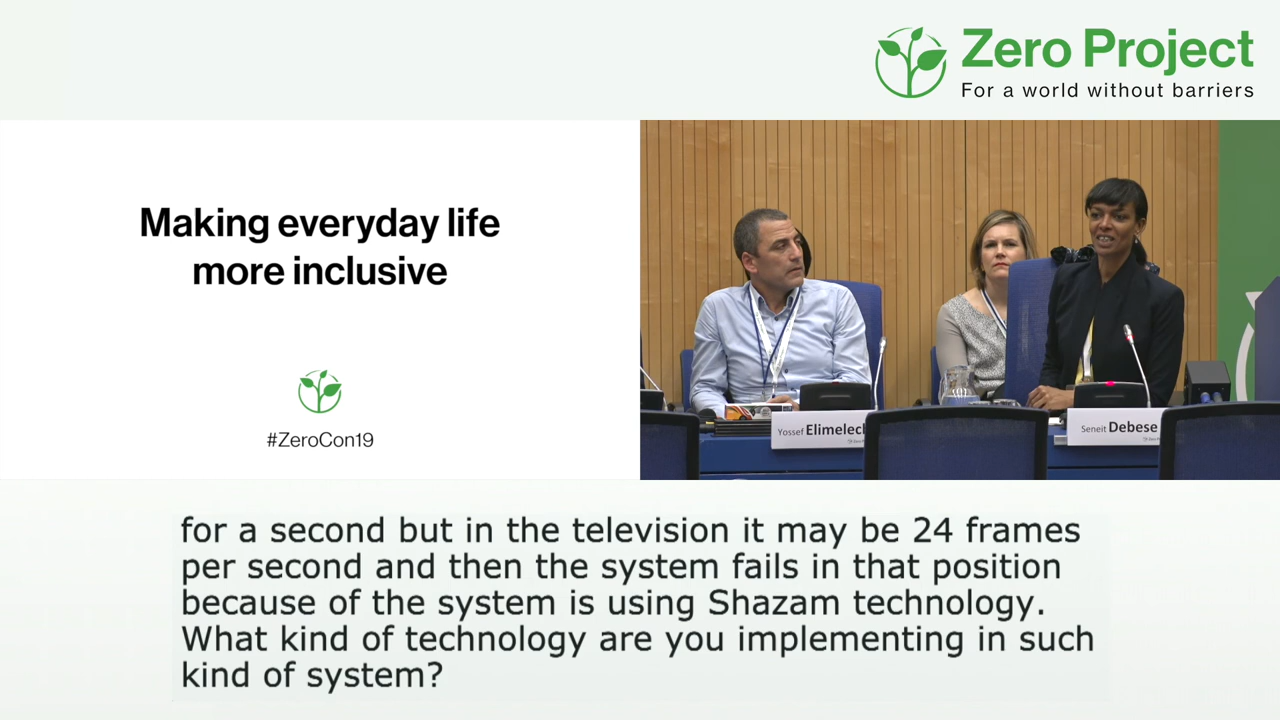 Zero Project
For a world without barriers
Making everyday life
more inclusive
#ZeroCon19
Yossef Elimelech
Seneit Debese
for a second but in the television it may be 24 frames
per second and then the system fails in that position
because of the system is using Shazam technology.
What kind of technology are you implementing in such
kind of system?